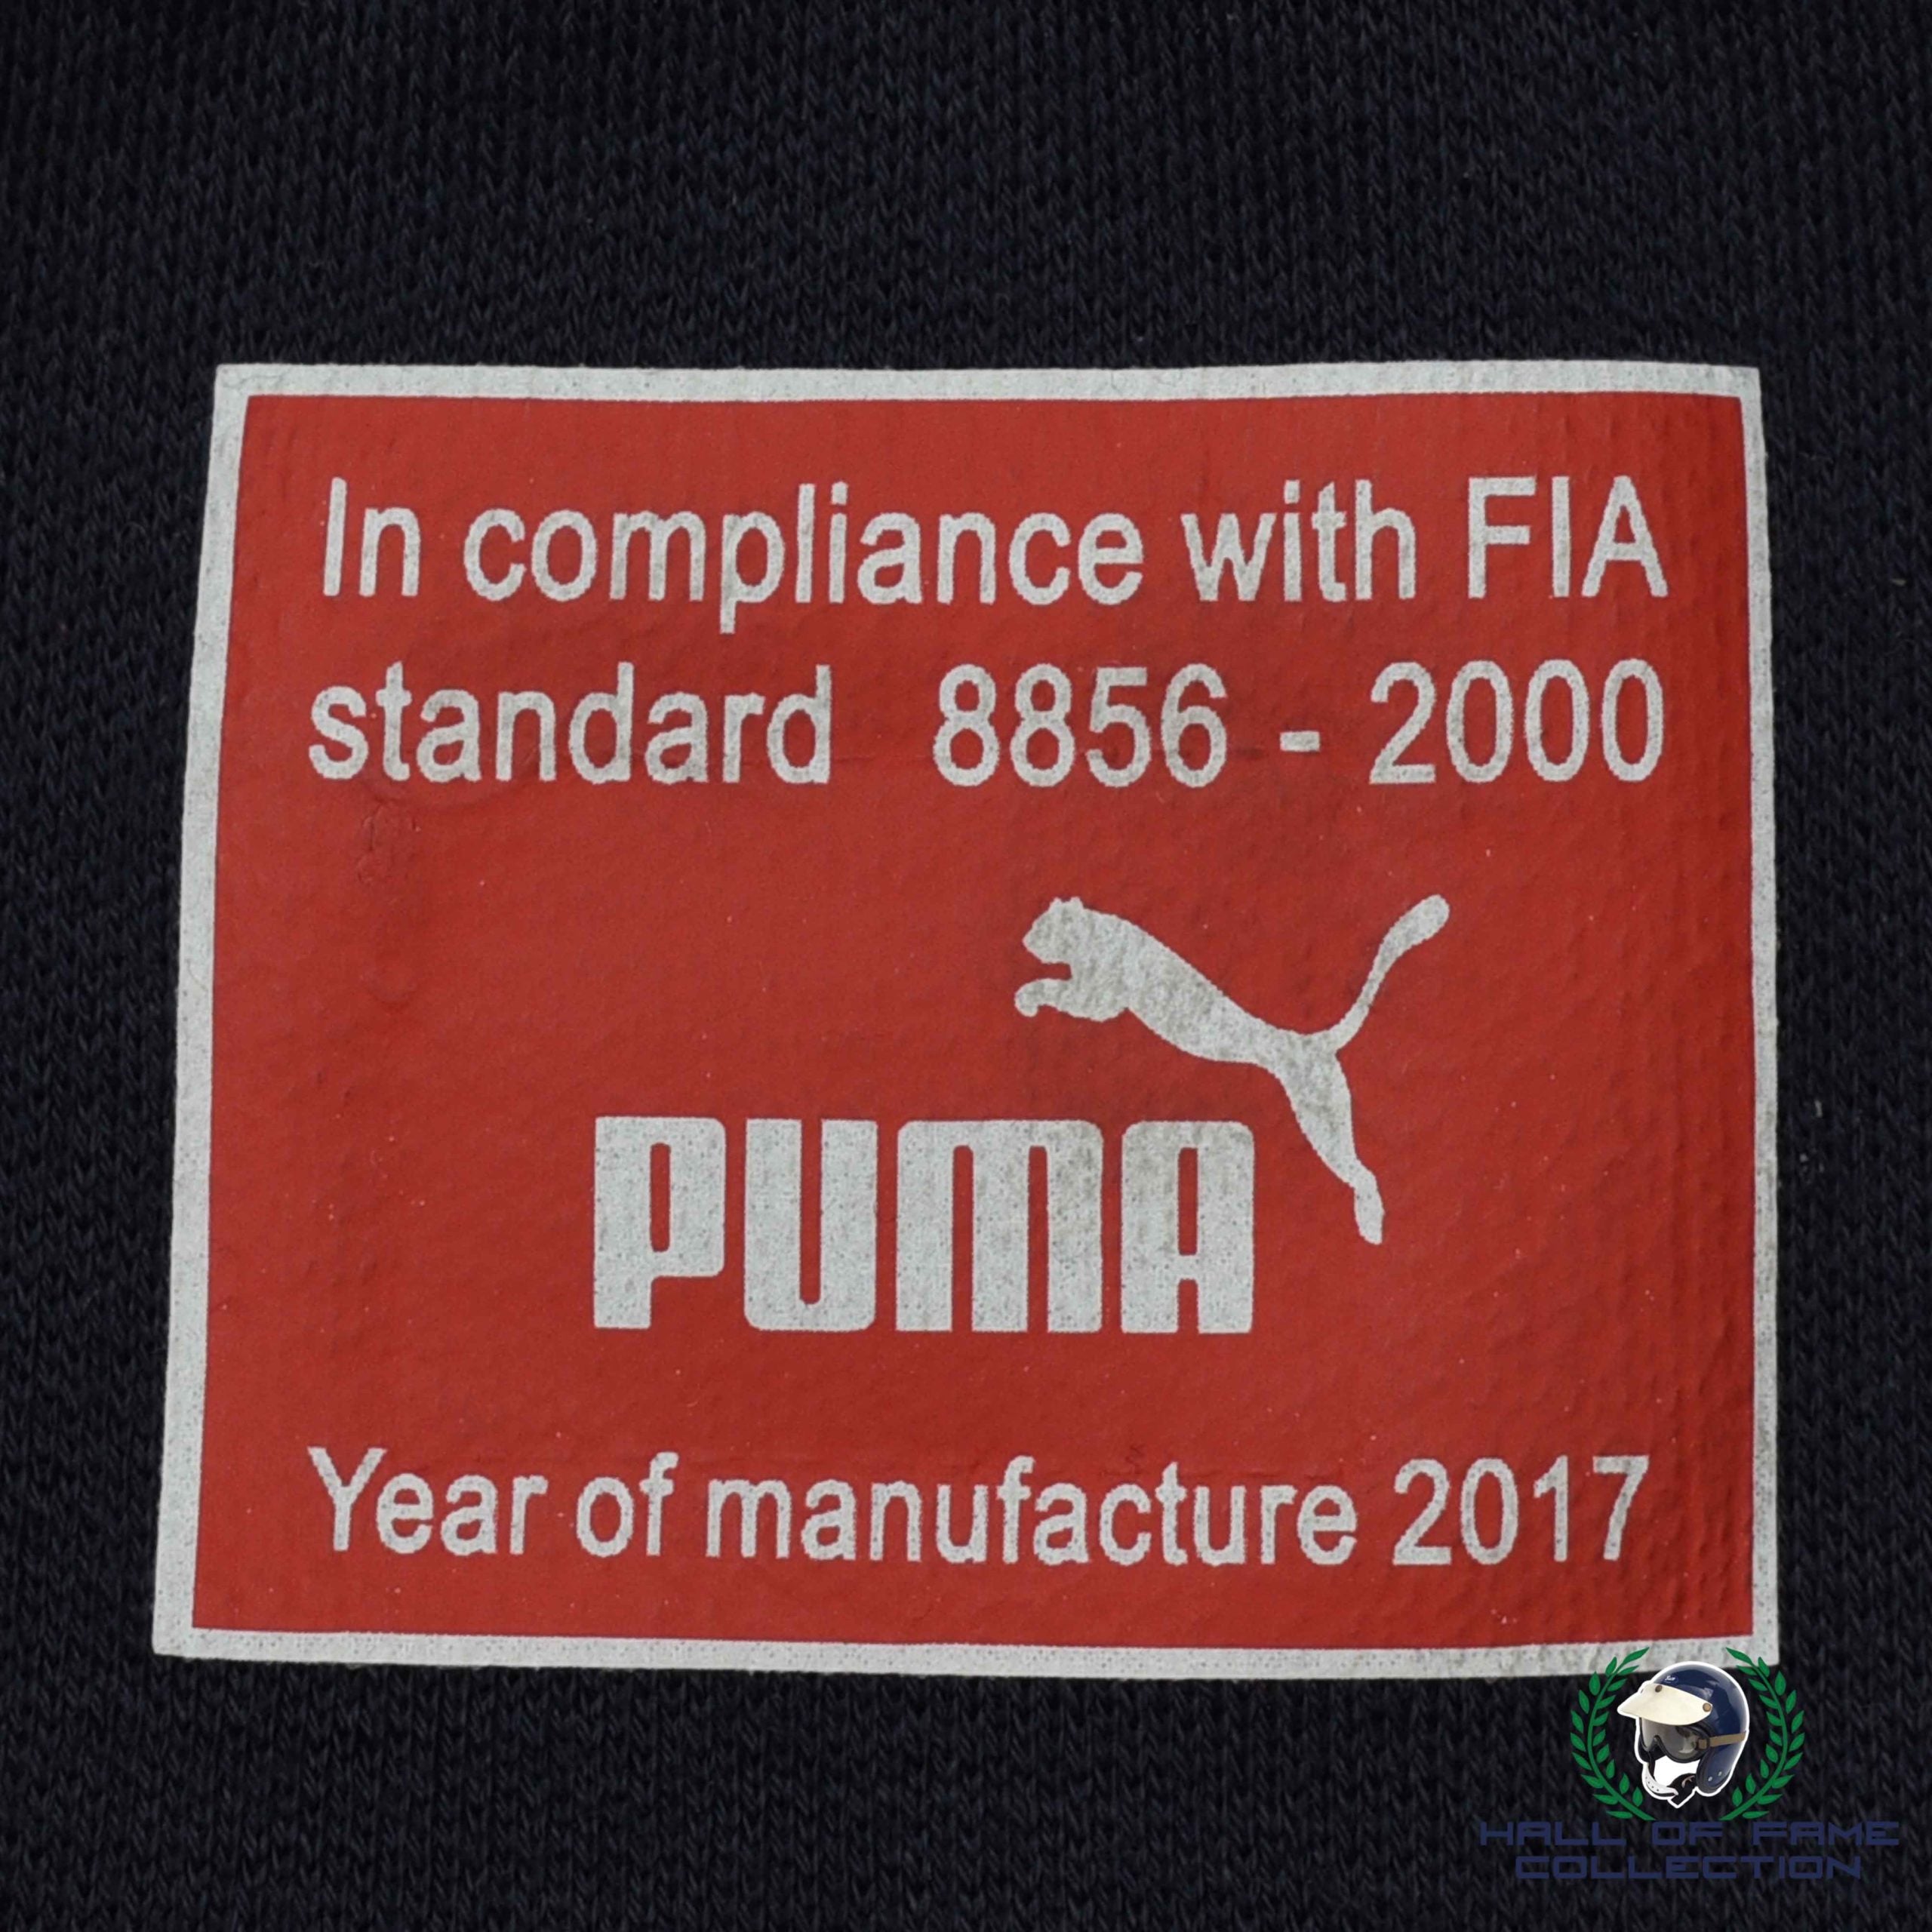 In compliance with FIA
standard 8856 - 2000
PUMA
Year of manufacture 2017
HALL OF FAME
COLLECTION